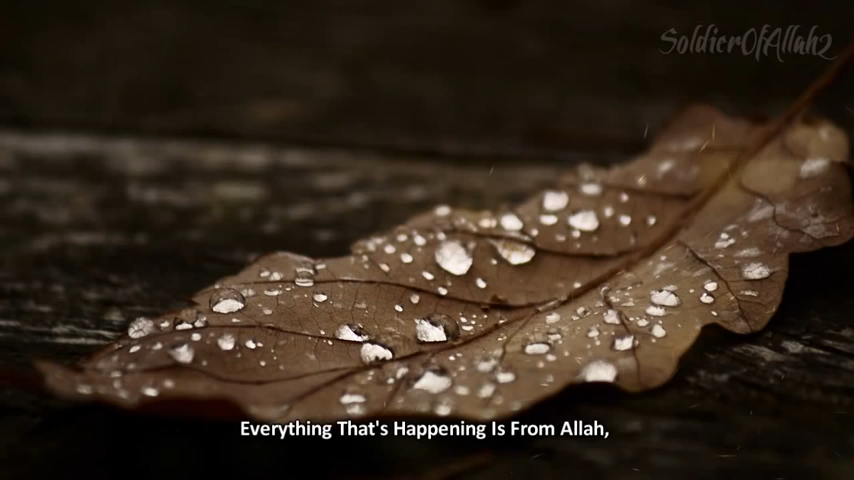 SoldierOfAllah2
Everything That's Happening Is From Allah,